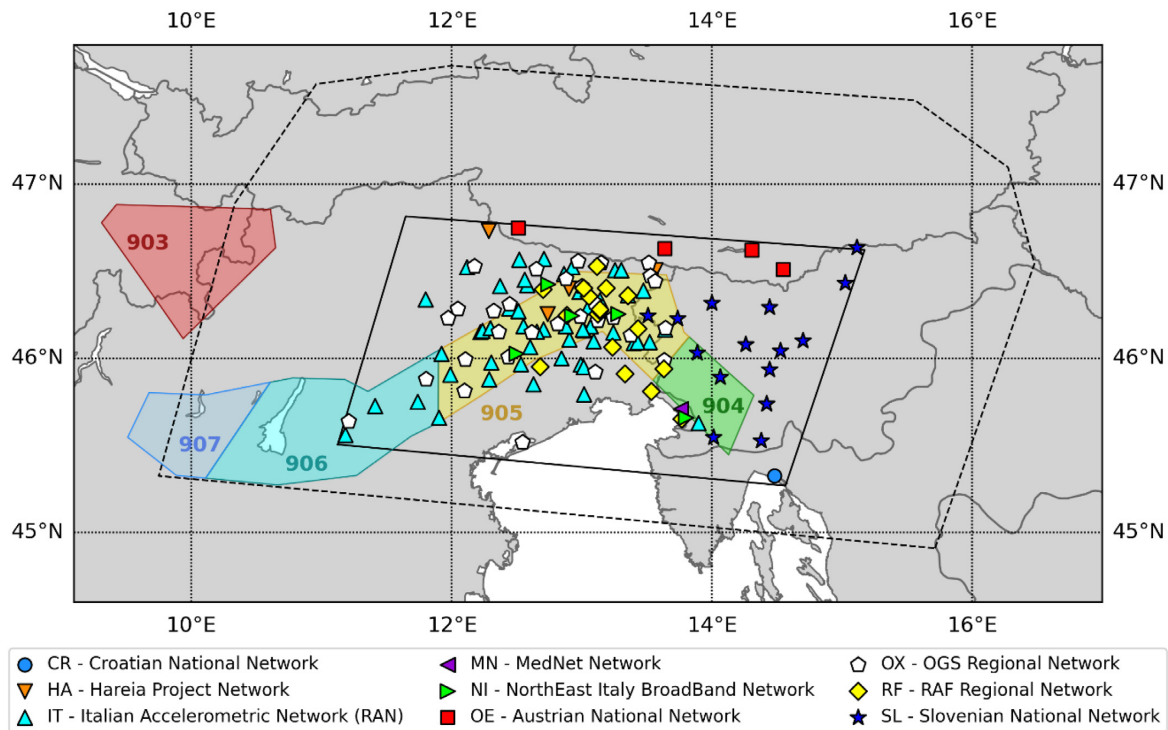 10°E 12°E 14°E 16°E
47°N 47°N
903
46°N 46°N
904
905
907
906
45°N 45°N
10°E 12°E 14°E 16°E
CR - Croatian National Network MN - MedNet Network OX - OGS Regional Network
HA - Hareia Project Network NI - NorthEast Italy BroadBand Network RF - RAF Regional Network
IT - Italian Accelerometric Network (RAN) OE - Austrian National Network SL - Slovenian National Network